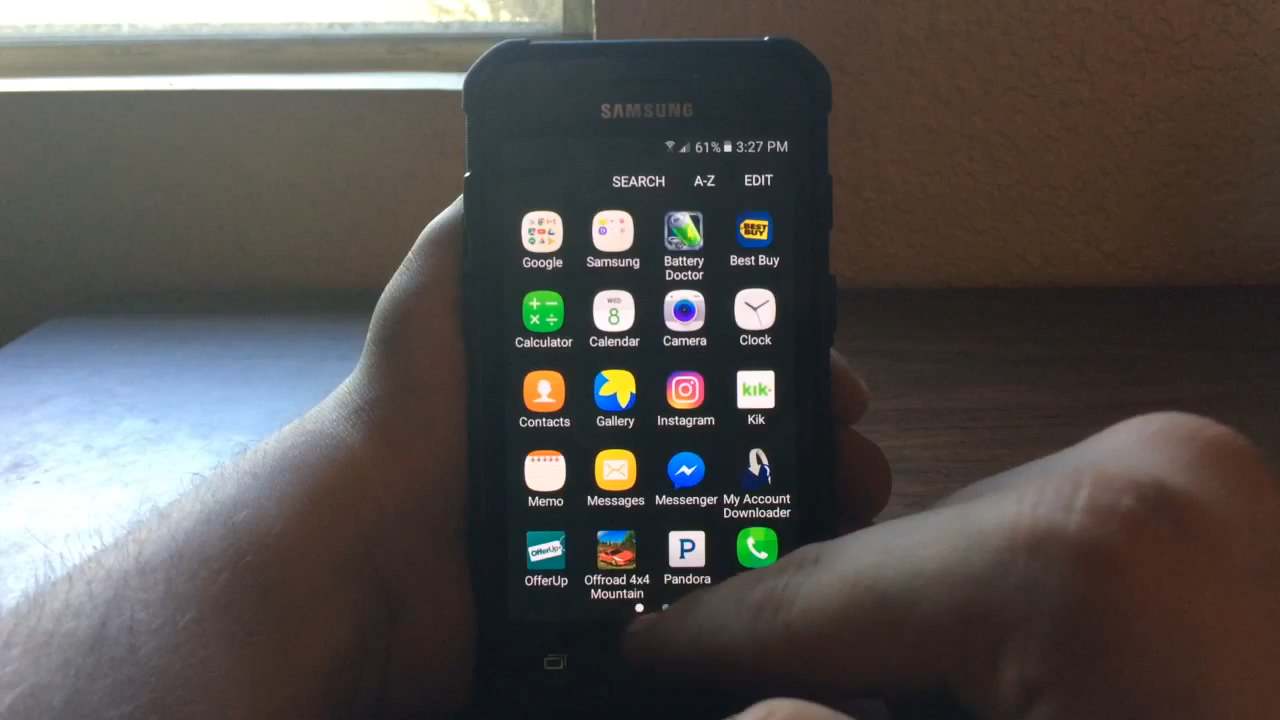 SAMSUNG
61% 3:27 PM
SEARCH A-Z EDIT
BEST
BUY
Google Samsung Battery Doctor Best Buy
WED
8
Calculator Calendar Camera Clock
kik
Contacts Gallery Instagram Kik
Memo Messages Messenger My Account Downloader
OfferUp
P
OfferUp Offroad 4x4 Mountain Pandora